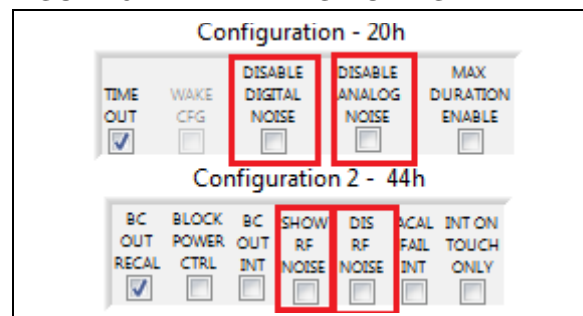 Configuration - 20h
TIME OUT
WAKE CFG
DISABLE DIGITAL NOISE
DISABLE ANALOG NOISE
MAX DURATION ENABLE
Configuration 2 - 44h
BC OUT RECAL
BLOCK POWER CTRL
BC OUT INT
SHOW RF NOISE
DIS RF NOISE
ACAL FAIL INT
INT ON TOUCH ONLY